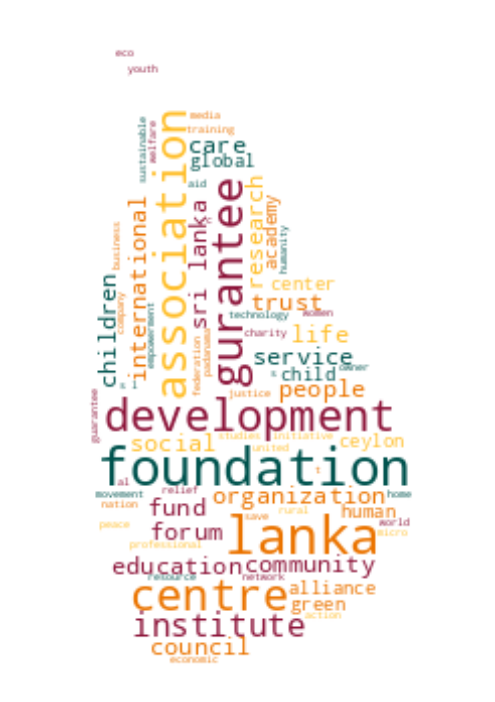 eco
youth
association
media
training
sustainable
welfare
care
global
aid
gurantee
research
academy
humanity
international
sri lanka
business
company
children
empowerment
center
trust
technology
women
charity
life
federation
padanama
service
child
owner
s
people
justice
guarantee
s l
development
social
studies
initiative
united
ceylon
foundation
t
al
movement
nation
relief
organization
home
fund
save
rural
human
world
micro
peace
forum
lanka
professional
education
community
resource
network
centre
alliance
green
action
institute
council
economic